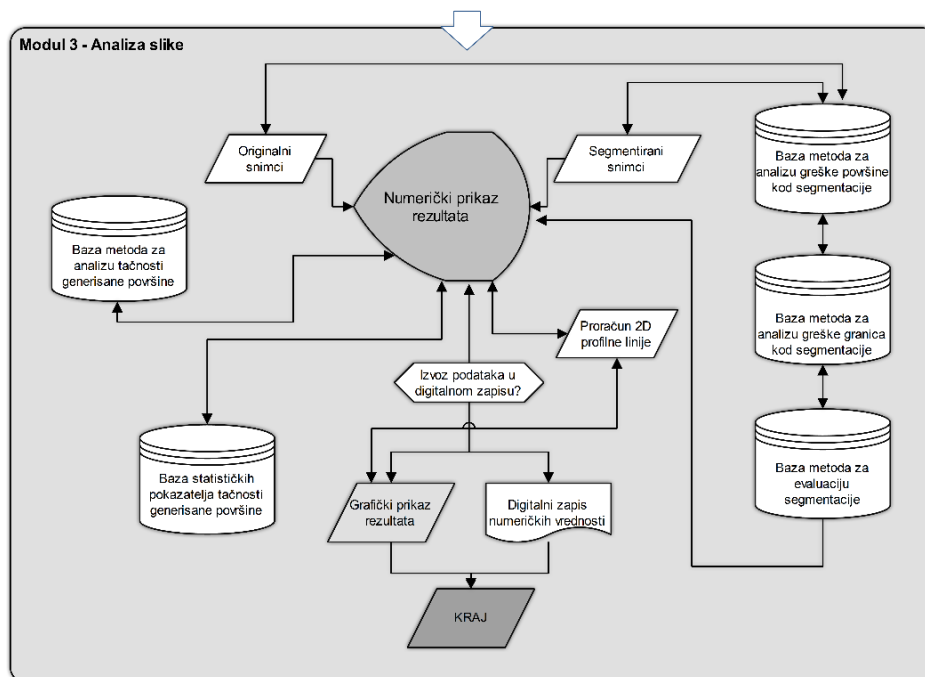 Modul 3 - Analiza slike
Originalni
snimci
Segmentirani
snimci
Baza metoda za
analizu greške površine
kod segmentacije
Numerički prikaz
rezultata
Baza metoda za
analizu tačnosti
generisane površine
Baza metoda za
analizu greške granica
kod segmentacije
Proračun 2D
profilne linije
Izvoz podataka u
digitalnom zapisu?
Baza statističkih
pokazatelja tačnosti
generisane površine
Grafički prikaz
rezultata
Digitalni zapis
numeričkih vrednosti
Baza metoda za
evaluaciju
segmentacije
KRAJ